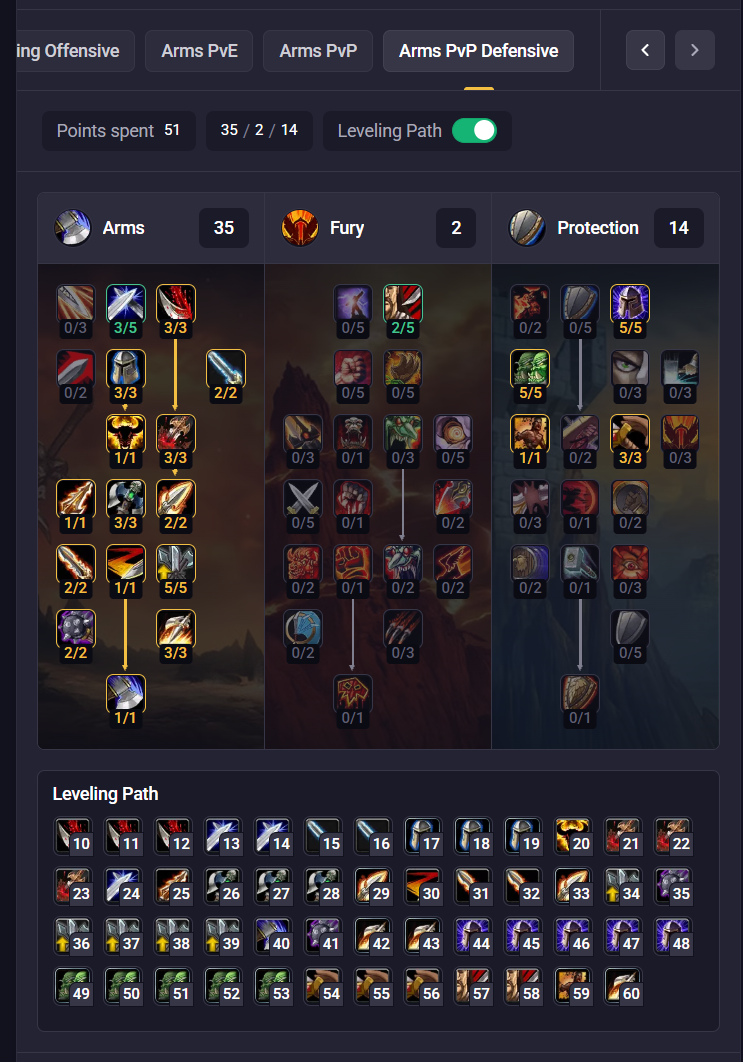 ing Offensive Arms PvE Arms PvP Arms PvP Defensive
Points spent 51 35 / 2 / 14 Leveling Path
Arms 35 Fury 2 Protection 14
0/3 3/5 3/3 0/5 2/5 0/2 0/5 5/5
0/2 3/3 2/2 0/5 0/5 5/5 0/3 0/3
1/1 3/3 0/3 0/1 0/3 0/5 1/1 0/2 3/3 0/3
1/1 3/3 2/2 0/5 0/1 0/2 0/3 0/1 0/2
2/2 1/1 5/5 0/2 0/1 0/2 0/2 0/2 0/1 0/3
2/2 3/3 0/2 0/3 0/5
1/1 0/1 0/1
Leveling Path
10 11 12 13 14 15 16 17 18 19 20 21 22
23 24 25 26 27 28 29 30 31 32 33 34 35
36 37 38 39 40 41 42 43 44 45 46 47 48
49 50 51 52 53 54 55 56 57 58 59 60